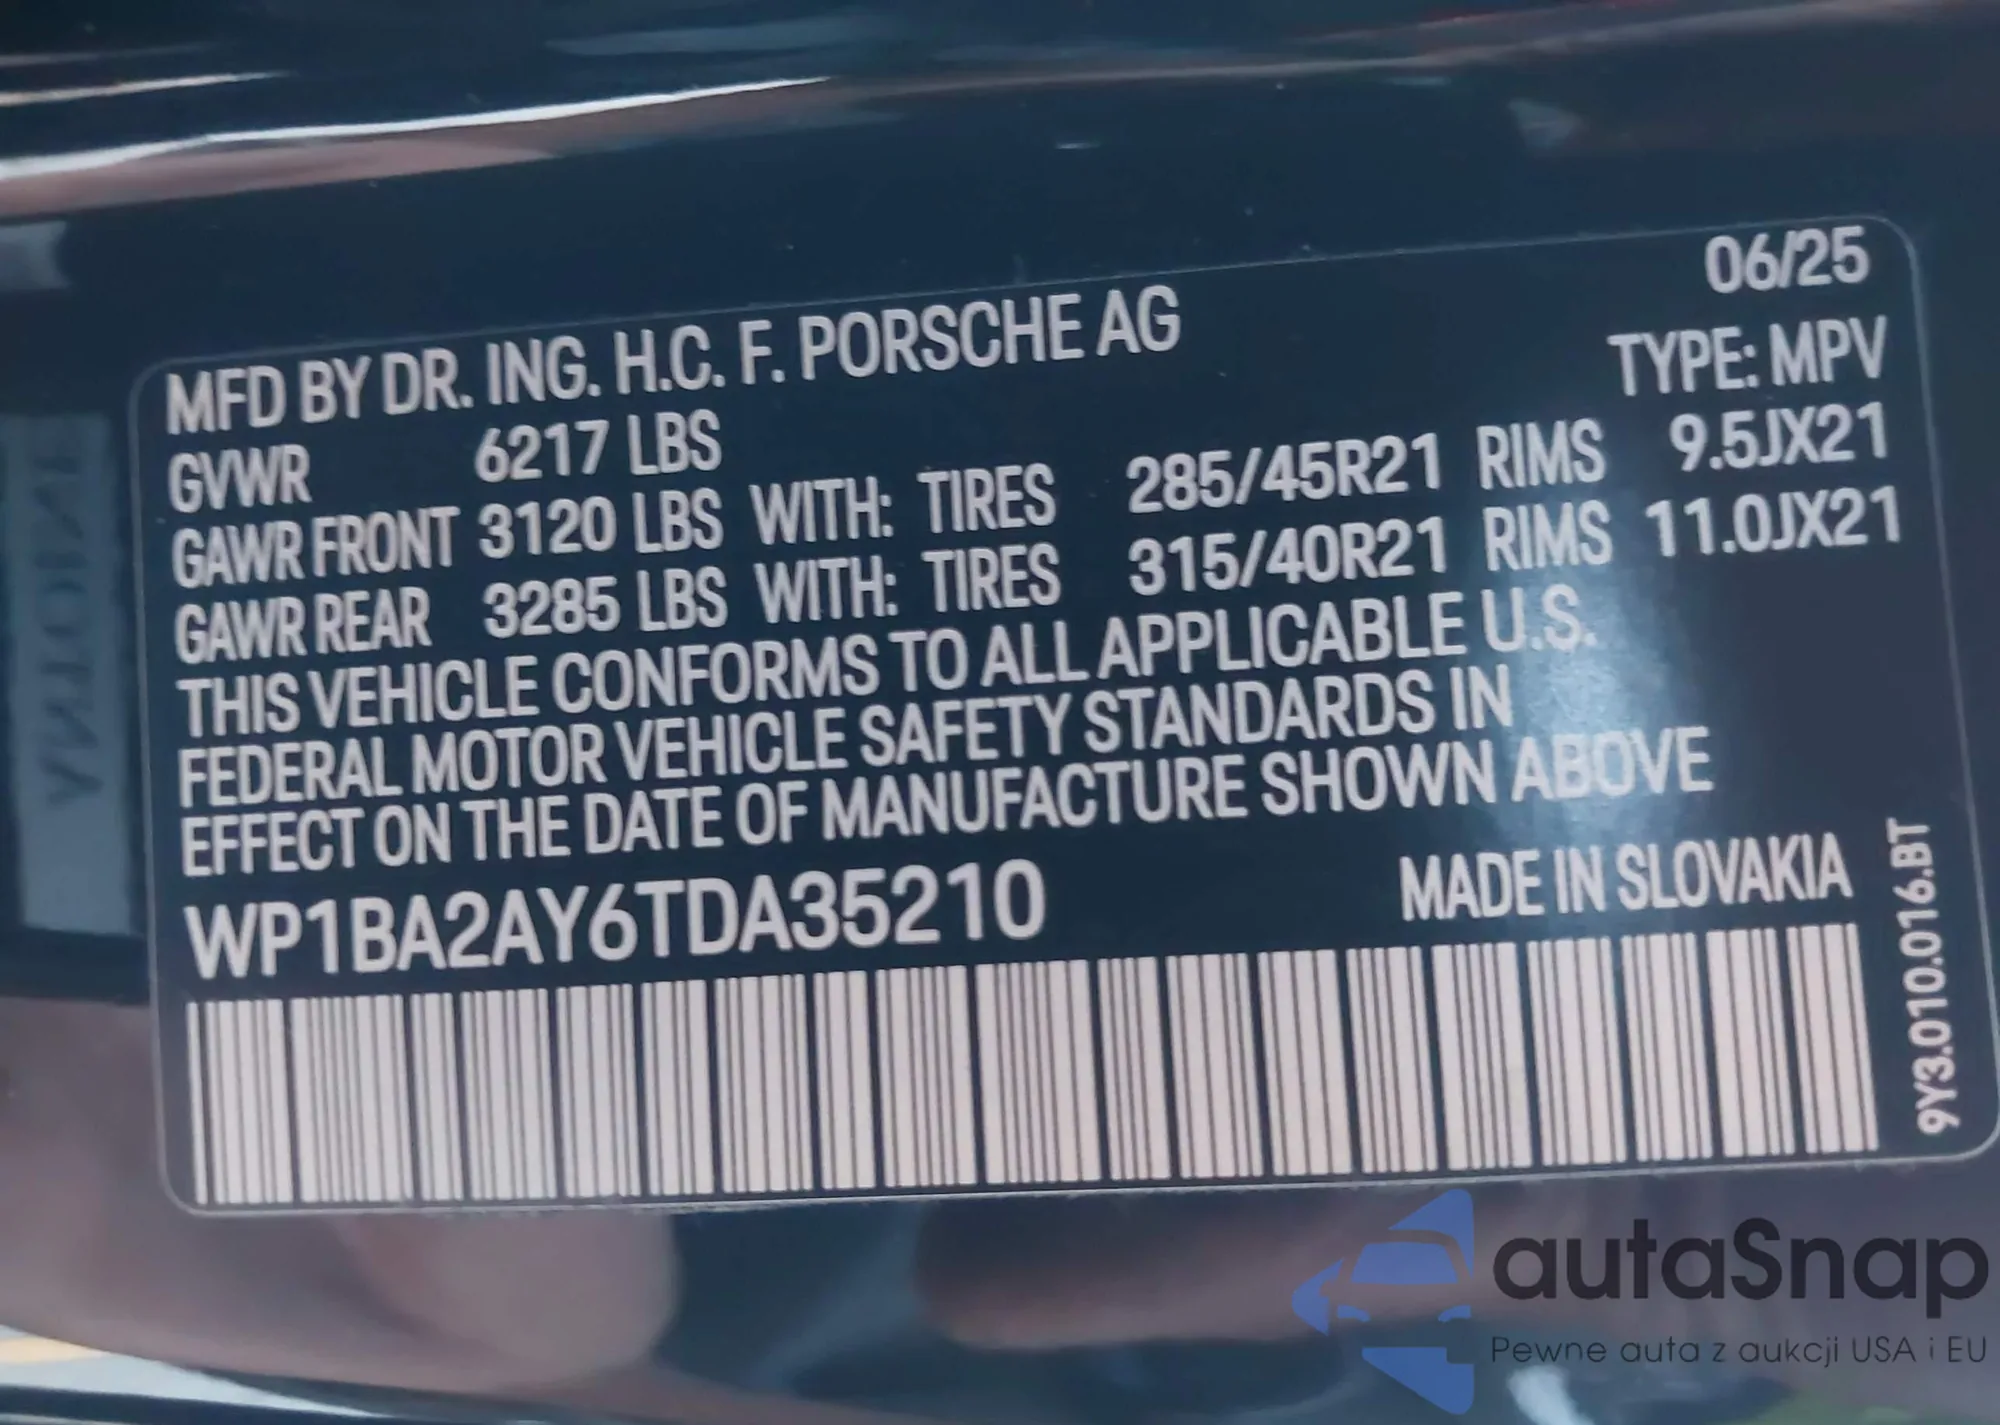 06/25
MFD BY DR. ING. H.C. F. PORSCHE AG
TYPE: MPV
GVWR 6217 LBS
GAWR FRONT 3120 LBS WITH: TIRES 285/45R21 RIMS 9.5JX21
GAWR REAR 3285 LBS WITH: TIRES 315/40R21 RIMS 11.0JX21
THIS VEHICLE CONFORMS TO ALL APPLICABLE U.S.
FEDERAL MOTOR VEHICLE SAFETY STANDARDS IN
EFFECT ON THE DATE OF MANUFACTURE SHOWN ABOVE
WP1BA2AY6TDA35210 MADE IN SLOVAKIA
9Y3.010.016.BT
autaSnap
Pewne auta z aukcji USA i EU